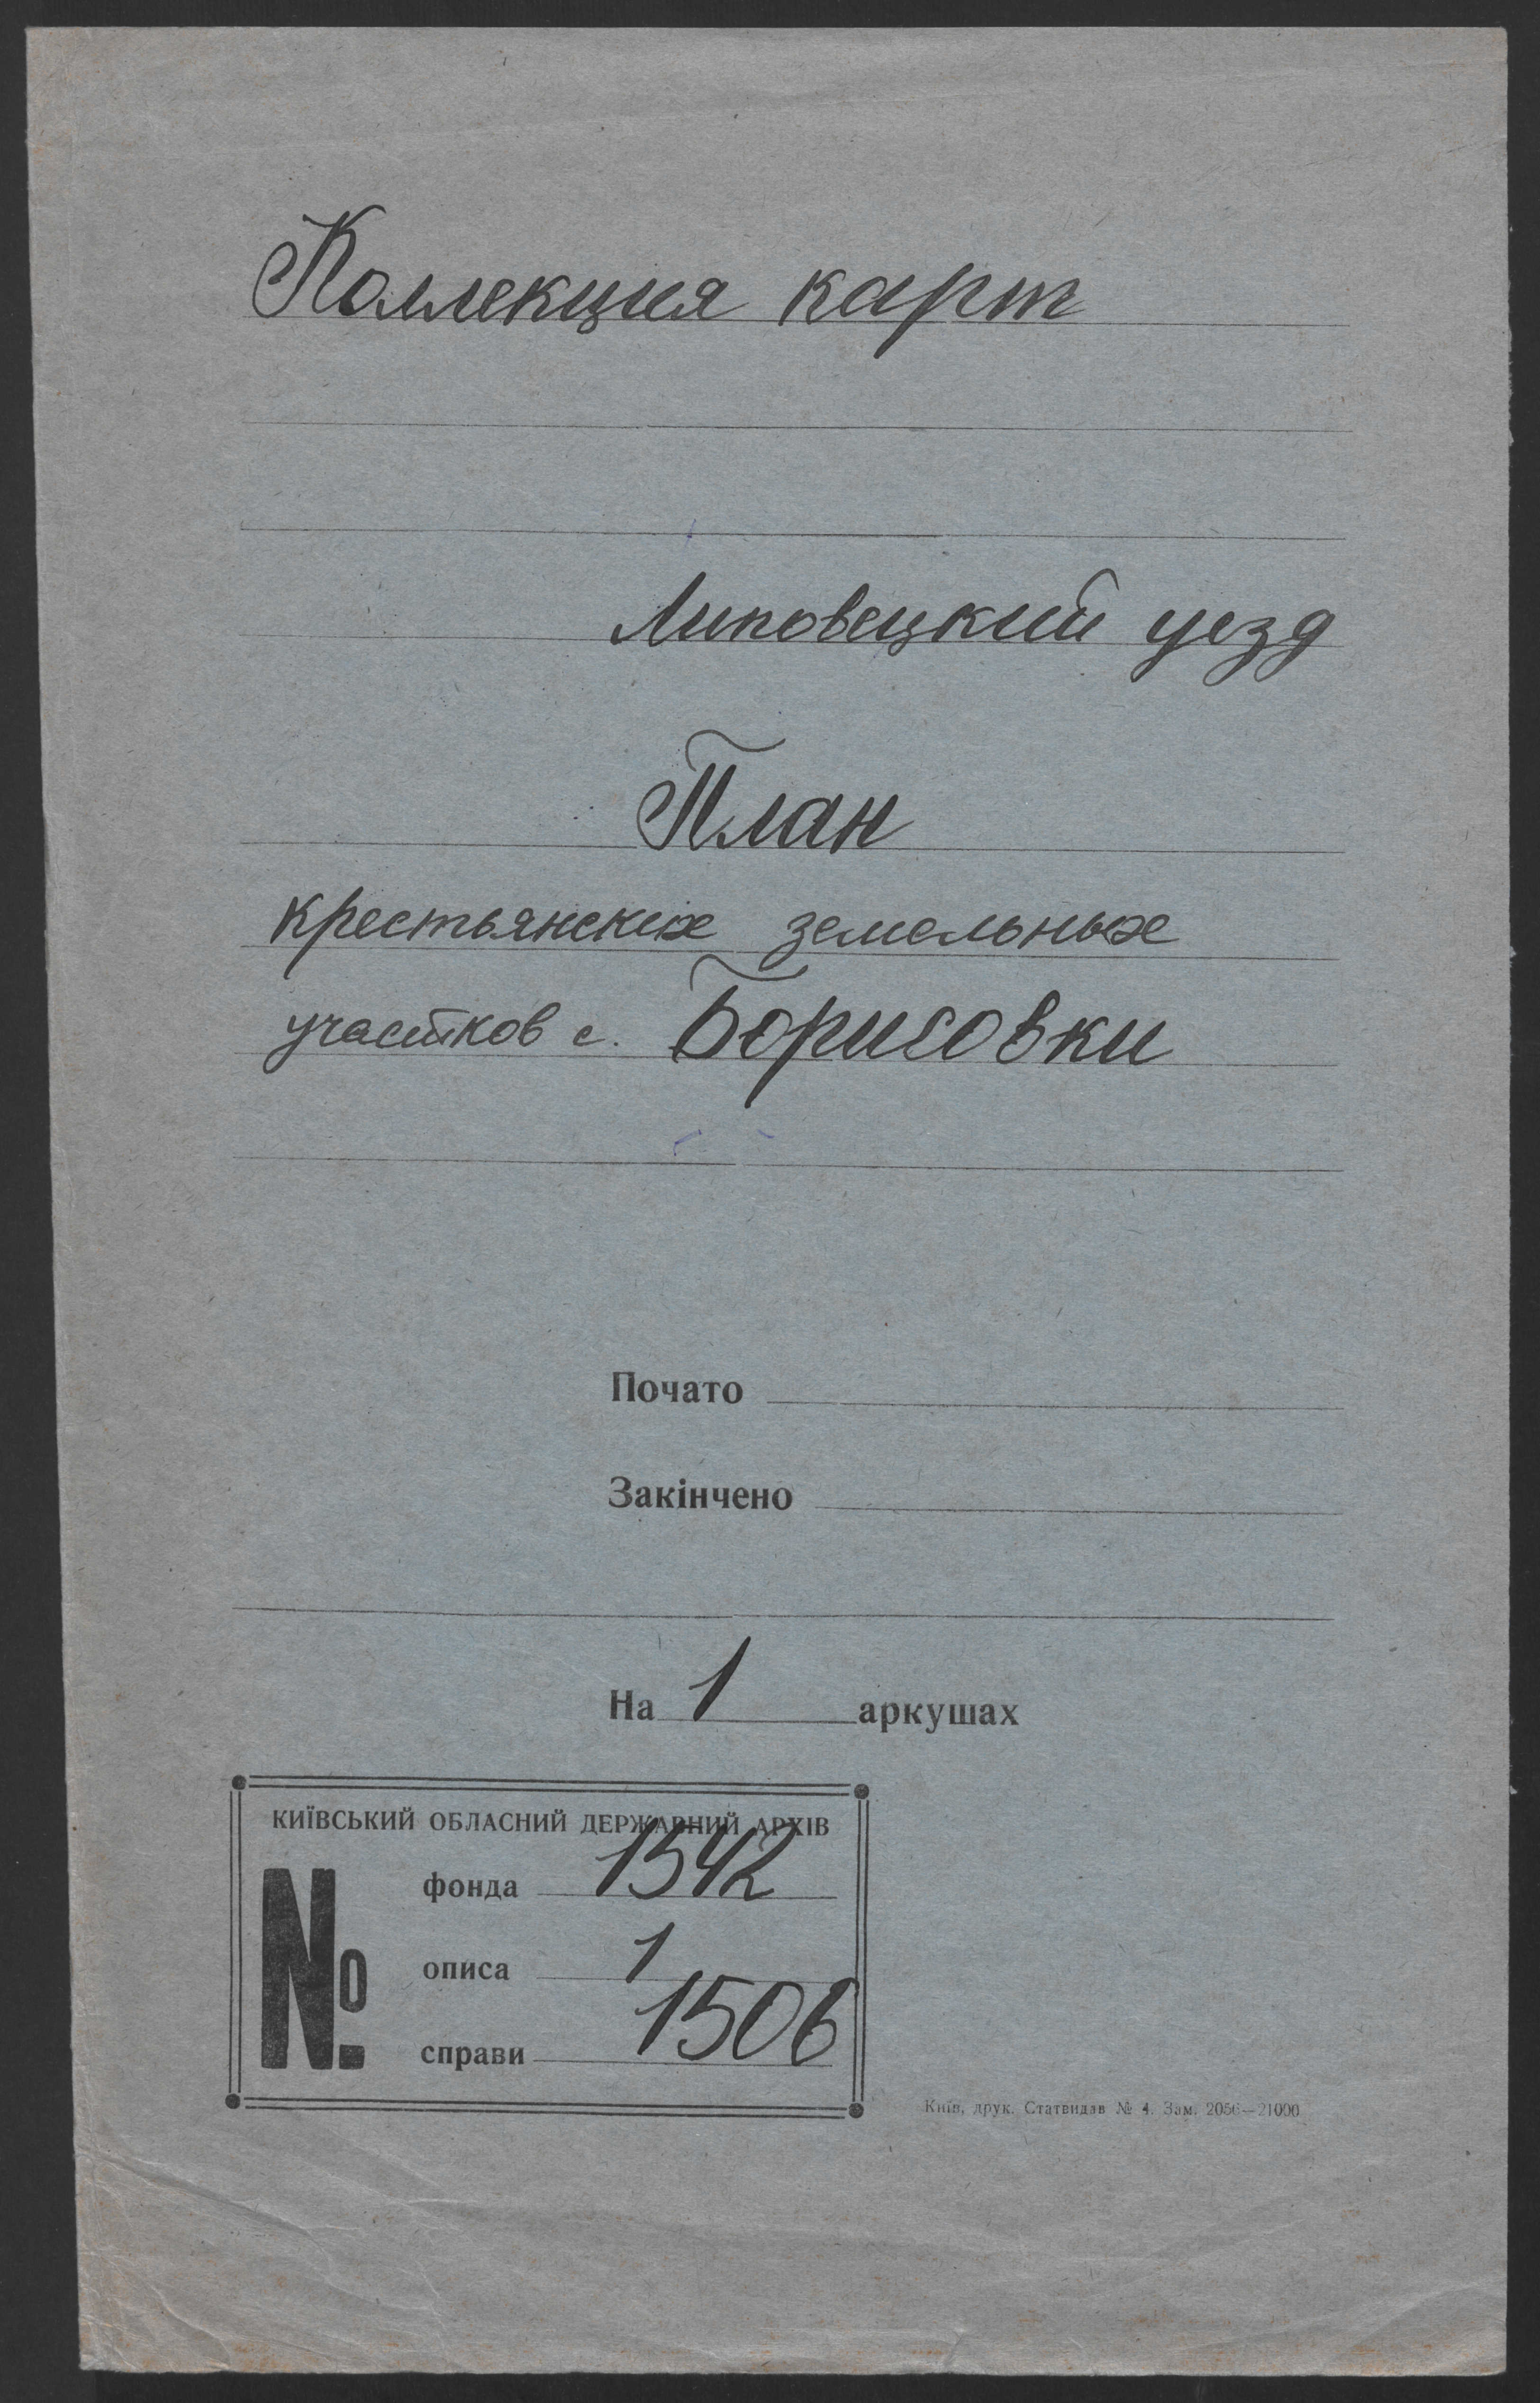 Коллекция карт
Липовецкий уезд
План
крестьянских земельных
участков с. Борисовки
Почато
Закінчено
На 1 аркушах
КИЇВСЬКИЙ ОБЛАСНИЙ ДЕРЖАВНИЙ АРХІВ
№
фонда 1542
описа 1
справи 1506
Київ, друк. Статвидав № 4. Зам. 2056—21000